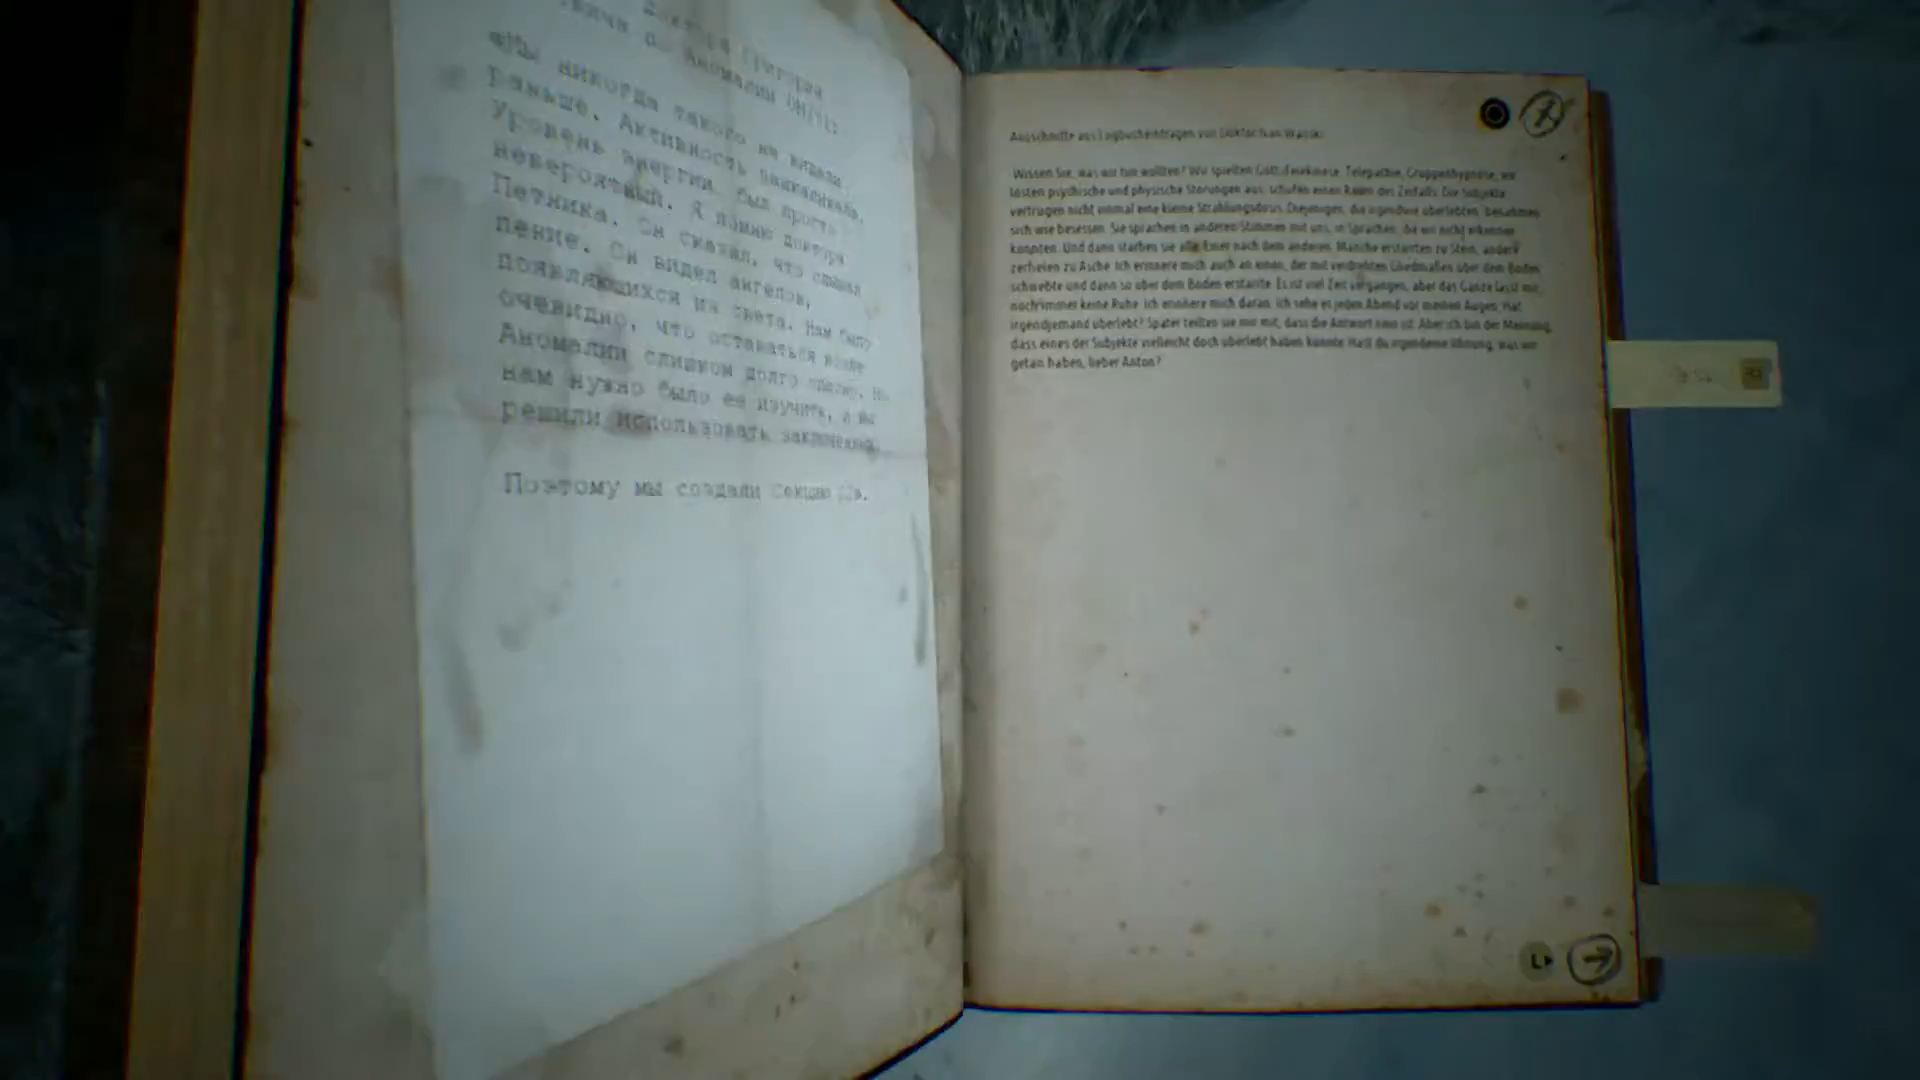 Доктора Григория
об Аномалии
«Мы никогда такого не видели
раньше. Активность зашкаливала.
Уровень энергии был просто
невероятный. Я помню доктора
Петника. Он сказал, что слышал
пение. Он видел ангелов,
появляющихся из света. Нам было
очевидно, что оставаться возле
Аномалии слишком долго опасно. Но
нам нужно было её изучить, и мы
решили использовать заключенных.
Поэтому мы создали Секцию
Ausschnitte aus Logbucheinträgen von Doktor Ivan
Wissen Sie, was wir tun wollten? Wir spielten Gott. Telekinese, Telepathie, Gruppenhypnose, wir
lösten psychische und physische Störungen aus, schufen einen Raum des Zerfalls. Die Subjekte
vertrugen nicht einmal eine kleine Strahlungsdosis. Diejenigen, die irgendwie überlebten, benahmen
sich wie besessen. Sie sprachen in anderen Stimmen mit uns, in Sprachen, die wir nicht erkennen
konnten. Und dann starben sie alle. Einer nach dem anderen. Manche erstarrten zu Stein, andere
zerfielen zu Asche. Ich erinnere mich auch an einen, der mit verdrehten Gliedmaßen über dem Boden
schwebte und dann so über dem Boden erstarrte. Es ist viel Zeit vergangen, aber das Ganze lässt mir
noch immer keine Ruhe. Ich erinnere mich daran. Ich sehe es jeden Abend vor meinen Augen. Hat
irgendjemand überlebt? Später teilten sie mir mit, dass die Antwort nein ist. Aber ich bin der Meinung,
dass eines der Subjekte vielleicht doch überlebt haben könnte. Hast du irgendeine Ahnung, was wir
getan haben, lieber Anton?
R1
L